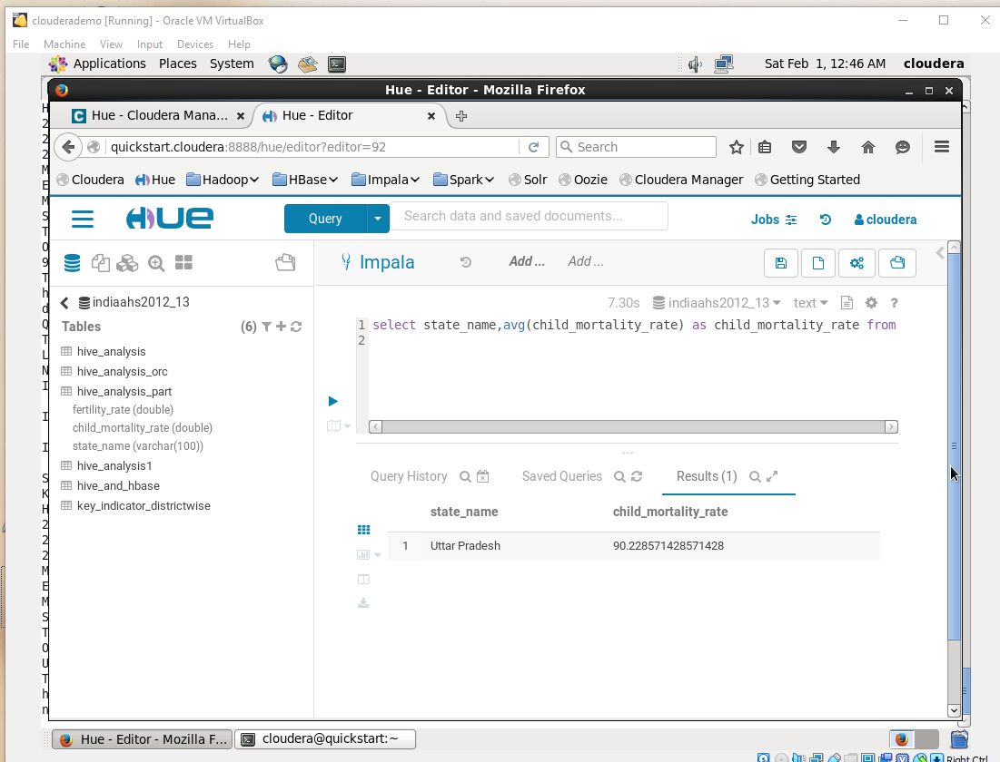 clouderademo [Running] - Oracle VM VirtualBox
File Machine View Input Devices Help
Applications Places System Sat Feb 1, 12:46 AM cloudera
Hue - Editor - Mozilla Firefox
Hue - Cloudera Mana... Hue - Editor
quickstart.cloudera:8888/hue/editor?editor=92 Search
Cloudera Hue Hadoop HBase Impala Spark Solr Oozie Cloudera Manager Getting Started
HUE Query Search data and saved documents... Jobs cloudera
Impala Add ... Add ...
indiaahs2012_13
7.30s indiaahs2012_13 text ?
Tables (6)
1 select state_name,avg(child_mortality_rate) as child_mortality_rate from
2
hive_analysis
hive_analysis_orc
hive_analysis_part
fertility_rate (double)
child_mortality_rate (double)
state_name (varchar(100))
hive_analysis1
hive_and_hbase
key_indicator_districtwise
Query History Saved Queries Results (1)
state_name child_mortality_rate
1 Uttar Pradesh 90.228571428571428
Hue - Editor - Mozilla F... cloudera@quickstart:~
Right Ctrl